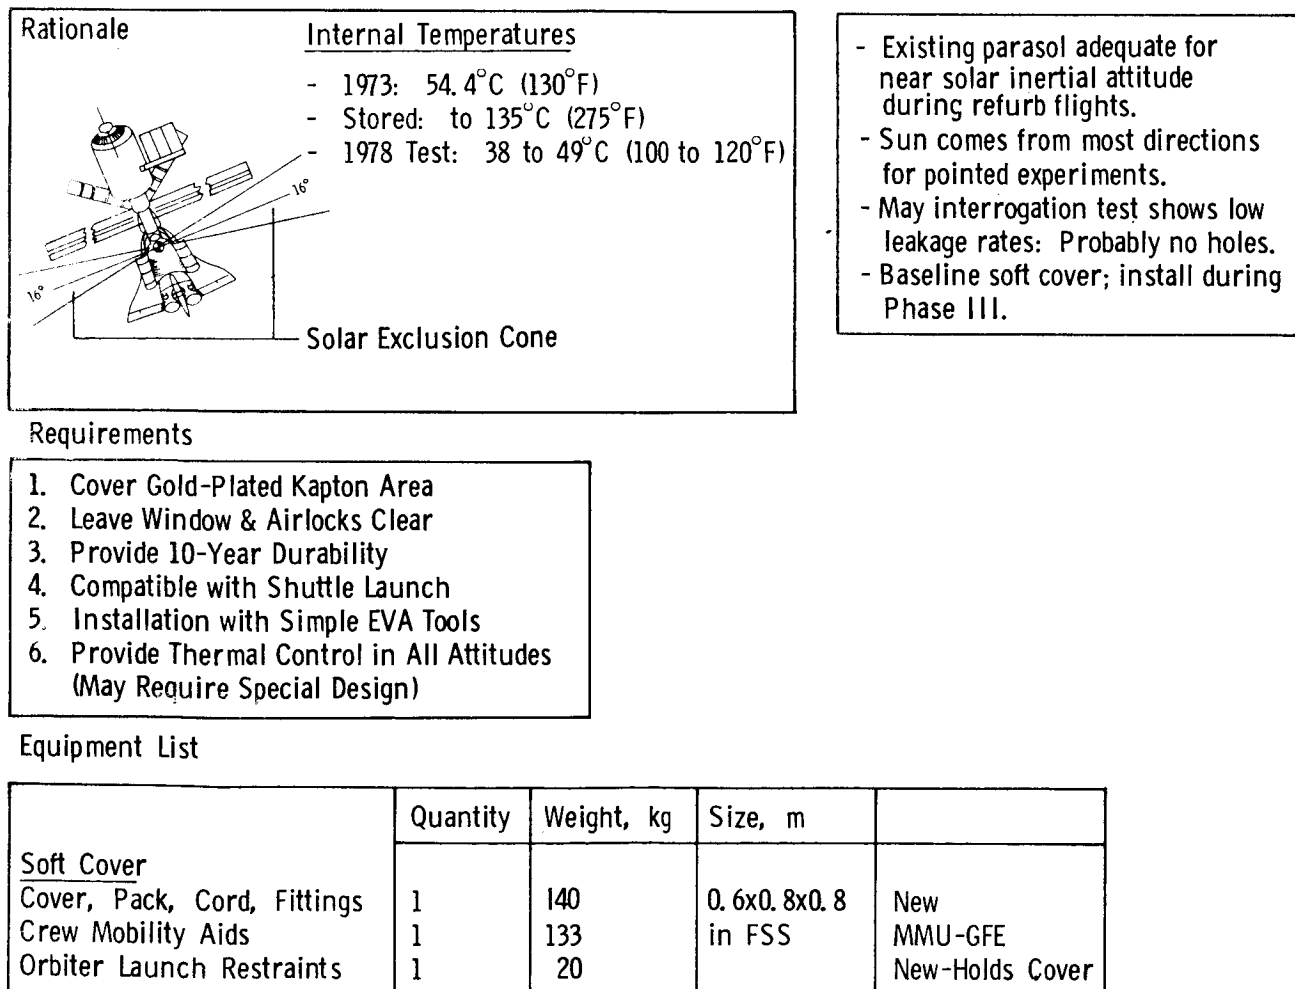 Rationale
Internal Temperatures
- 1973: 54.4°C (130°F)
- Stored: to 135°C (275°F)
- 1978 Test: 38 to 49°C (100 to 120°F)
16°
16°
Solar Exclusion Cone
- Existing parasol adequate for
near solar inertial attitude
during refurb flights.
- Sun comes from most directions
for pointed experiments.
- May interrogation test shows low
leakage rates: Probably no holes.
- Baseline soft cover; install during
Phase III.
Requirements
1. Cover Gold-Plated Kapton Area
2. Leave Window & Airlocks Clear
3. Provide 10-Year Durability
4. Compatible with Shuttle Launch
5. Installation with Simple EVA Tools
6. Provide Thermal Control in All Attitudes
(May Require Special Design)
Equipment List
Quantity Weight, kg Size, m
Soft Cover
Cover, Pack, Cord, Fittings 1 140 0.6x0.8x0.8 New
Crew Mobility Aids 1 133 in FSS MMU-GFE
Orbiter Launch Restraints 1 20 New-Holds Cover